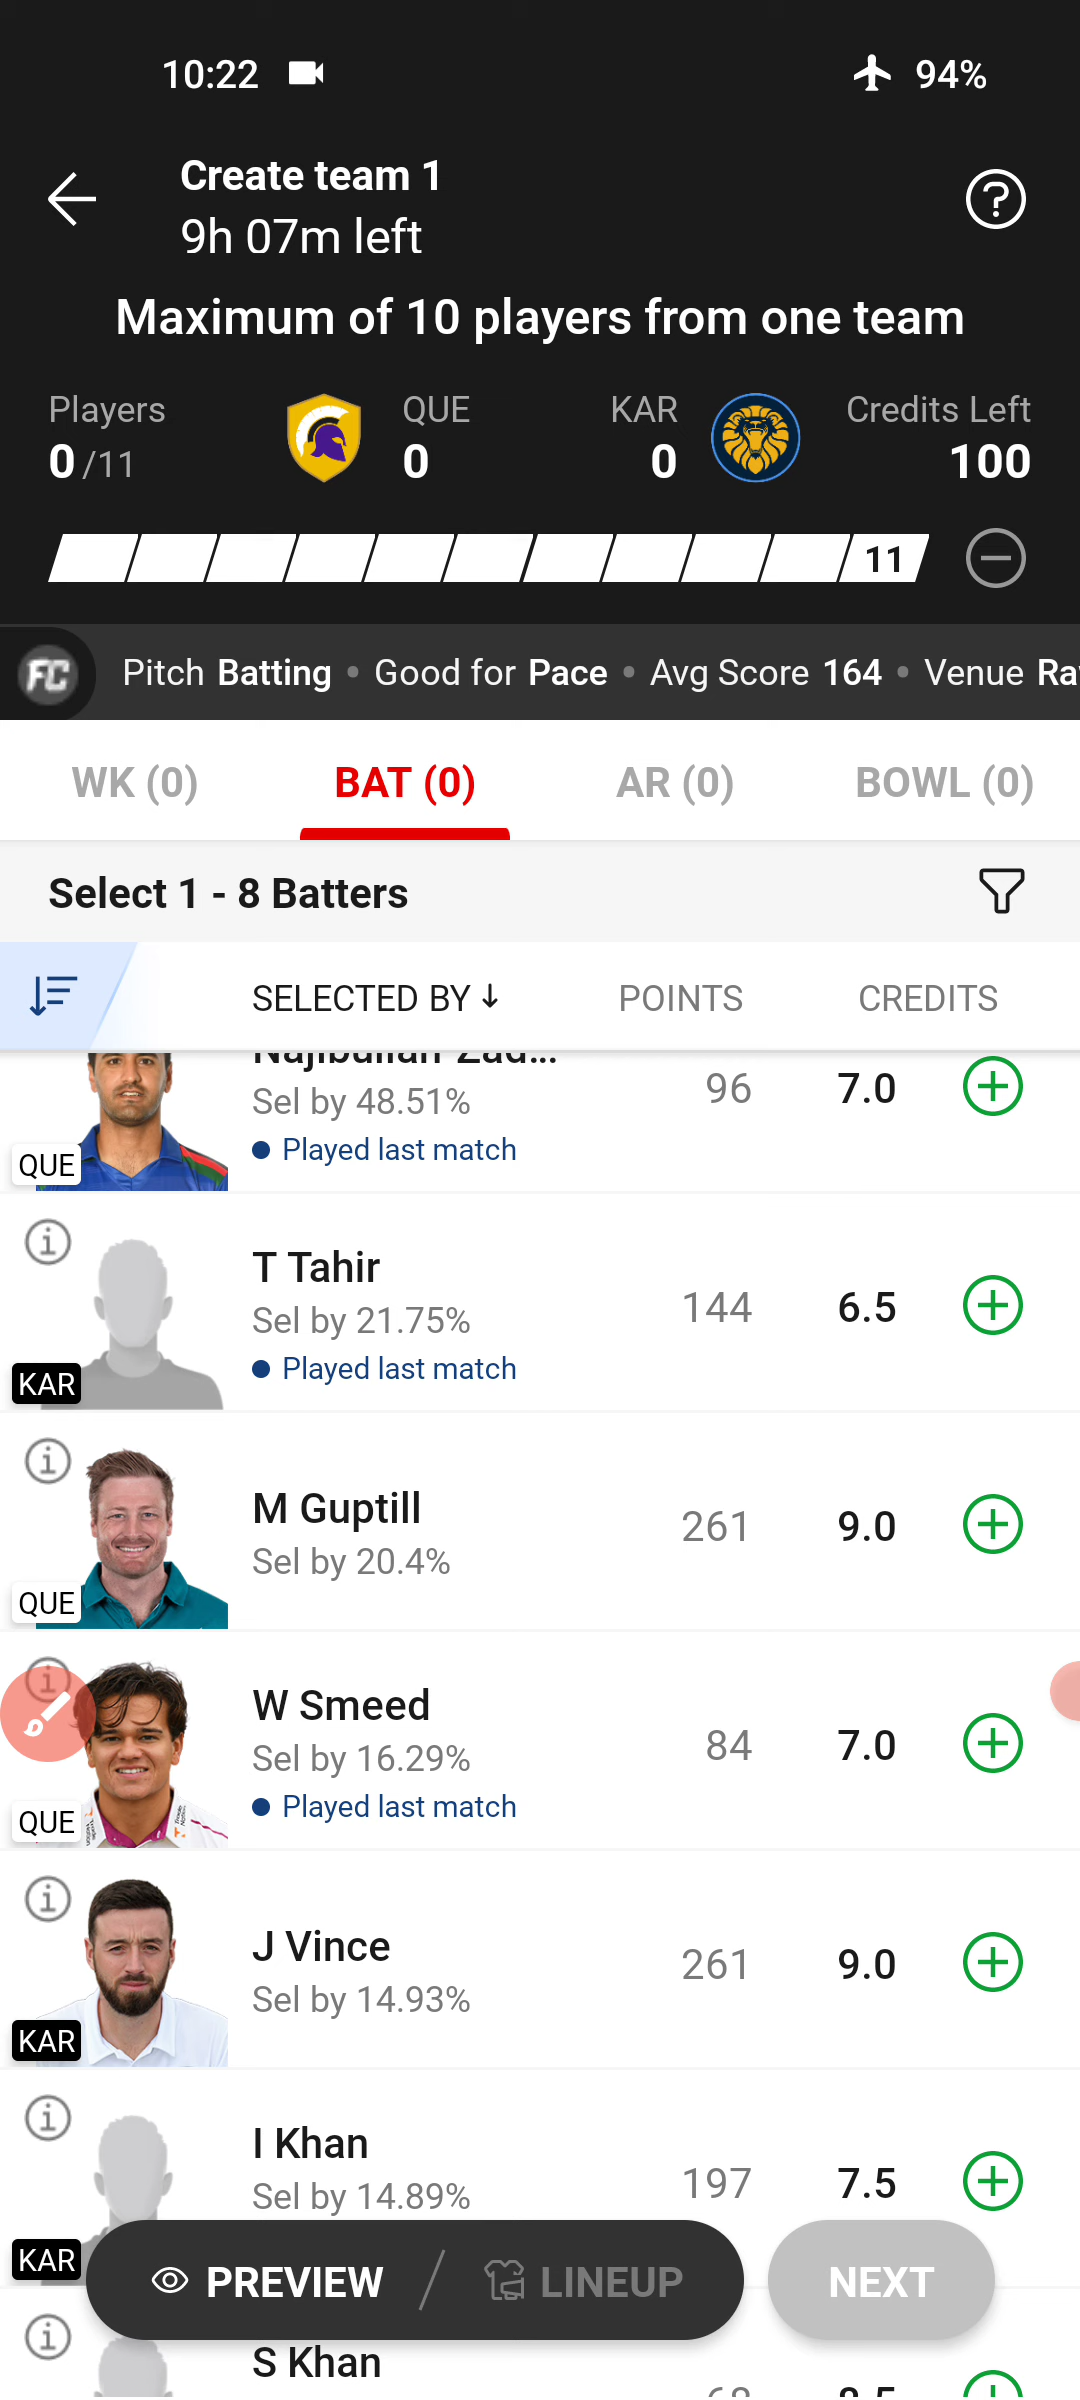 10:22
94%
Create team 1
9h 07m left
Maximum of 10 players from one team
Players QUE KAR Credits Left
0/11 0 0 100
11
FC Pitch Batting • Good for Pace • Avg Score 164 • Venue Ra
WK (0) BAT (0) AR (0) BOWL (0)
Select 1 - 8 Batters
SELECTED BY ↓ POINTS CREDITS
Najibullah Zad...
Sel by 48.51% 96 7.0
Played last match
QUE
T Tahir
Sel by 21.75% 144 6.5
Played last match
KAR
M Guptill
Sel by 20.4% 261 9.0
QUE
W Smeed
Sel by 16.29% 84 7.0
Played last match
QUE
J Vince
Sel by 14.93% 261 9.0
KAR
I Khan
Sel by 14.89% 197 7.5
KAR
PREVIEW / LINEUP NEXT
S Khan